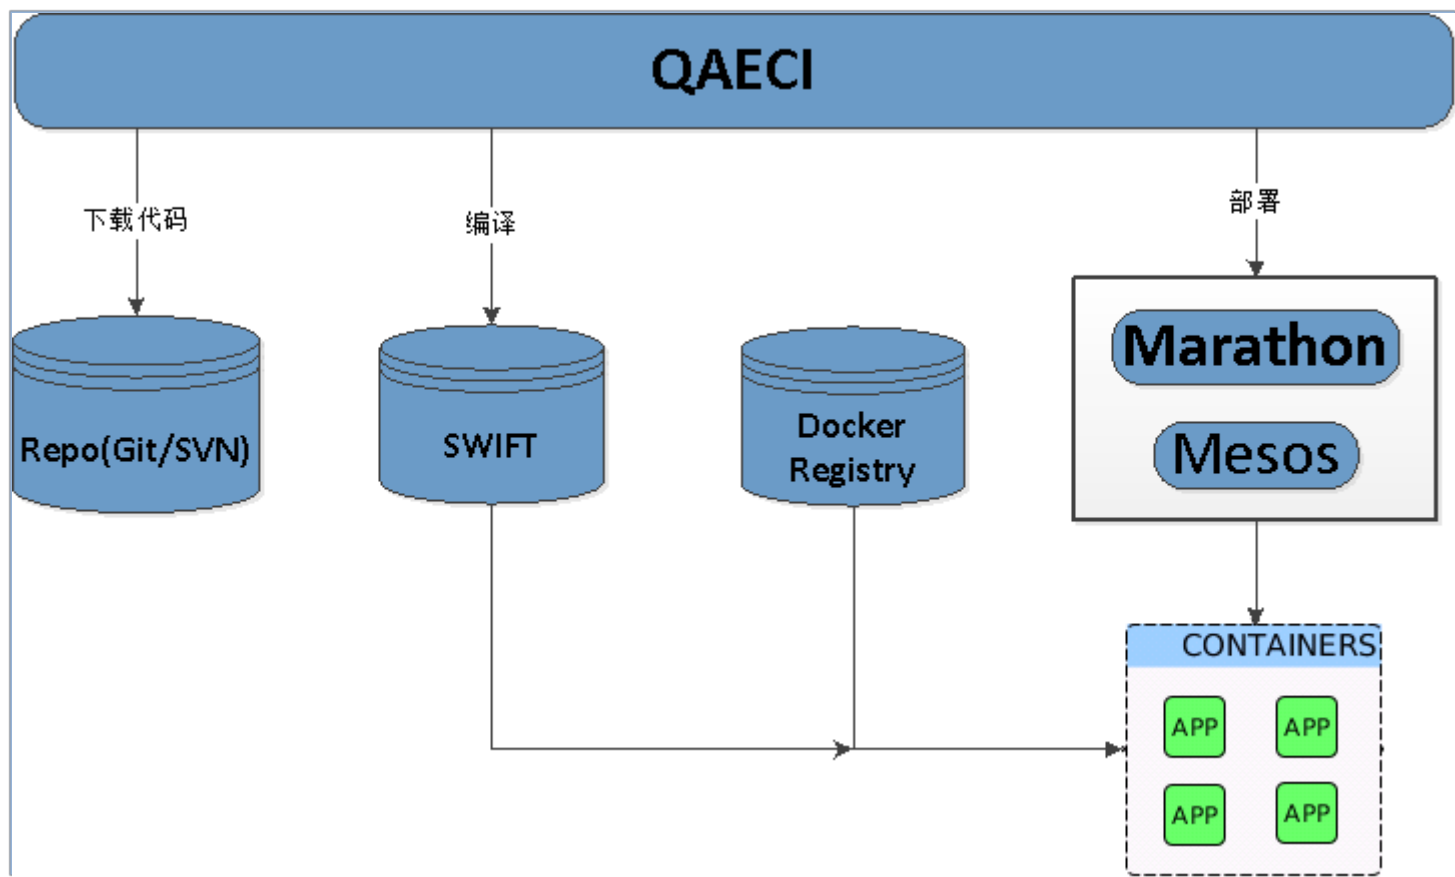 QAECI
下载代码
编译
部署
Repo(Git/SVN)
SWIFT
Docker
Registry
Marathon
Mesos
CONTAINERS
APP
APP
APP
APP